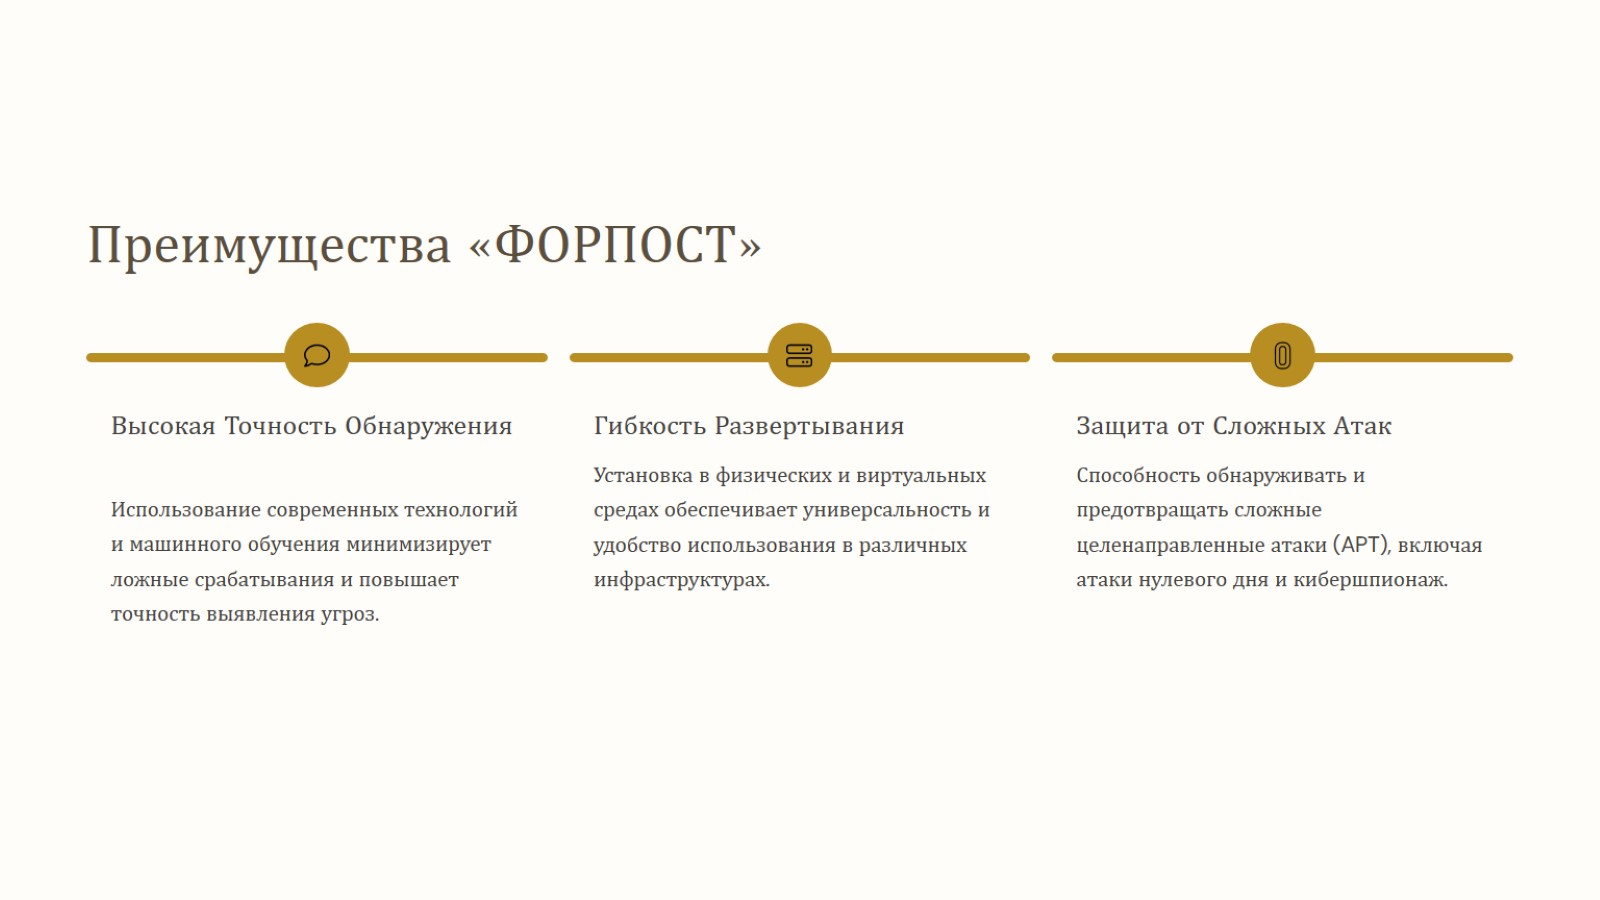 Преимущества «ФОРПОСТ»
Высокая Точность Обнаружения
Использование современных технологий
и машинного обучения минимизирует
ложные срабатывания и повышает
точность выявления угроз.
Гибкость Развертывания
Установка в физических и виртуальных
средах обеспечивает универсальность и
удобство использования в различных
инфраструктурах.
Защита от Сложных Атак
Способность обнаруживать и
предотвращать сложные
целенаправленные атаки (APT), включая
атаки нулевого дня и кибершпионаж.